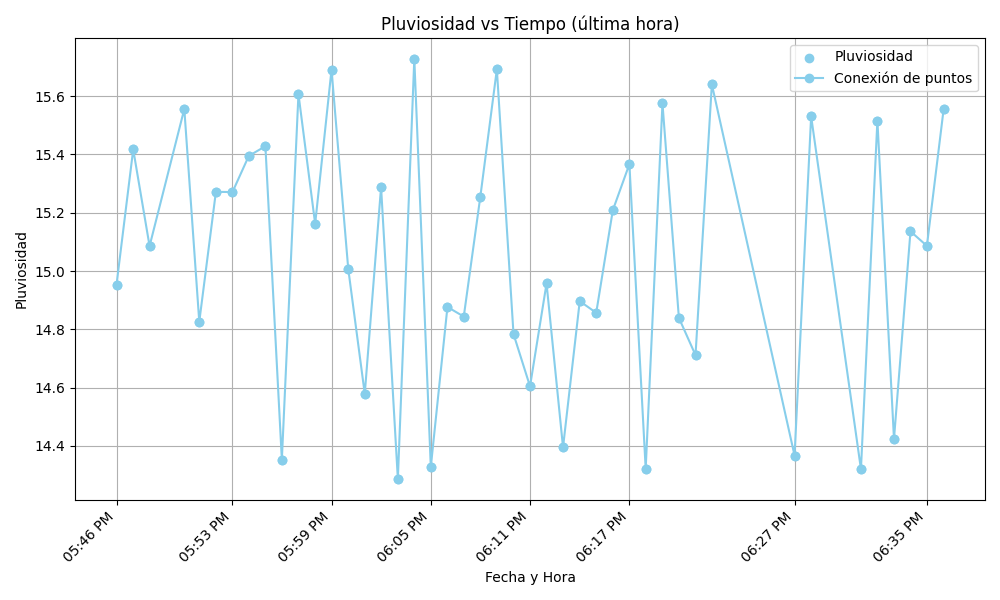 Pluviosidad vs Tiempo (última hora)
Pluviosidad
Conexión de puntos
15.6
15.4
15.2
15.0
14.8
14.6
14.4
Pluviosidad
05:46 PM
05:53 PM
05:59 PM
06:05 PM
06:11 PM
06:17 PM
06:27 PM
06:35 PM
Fecha y Hora